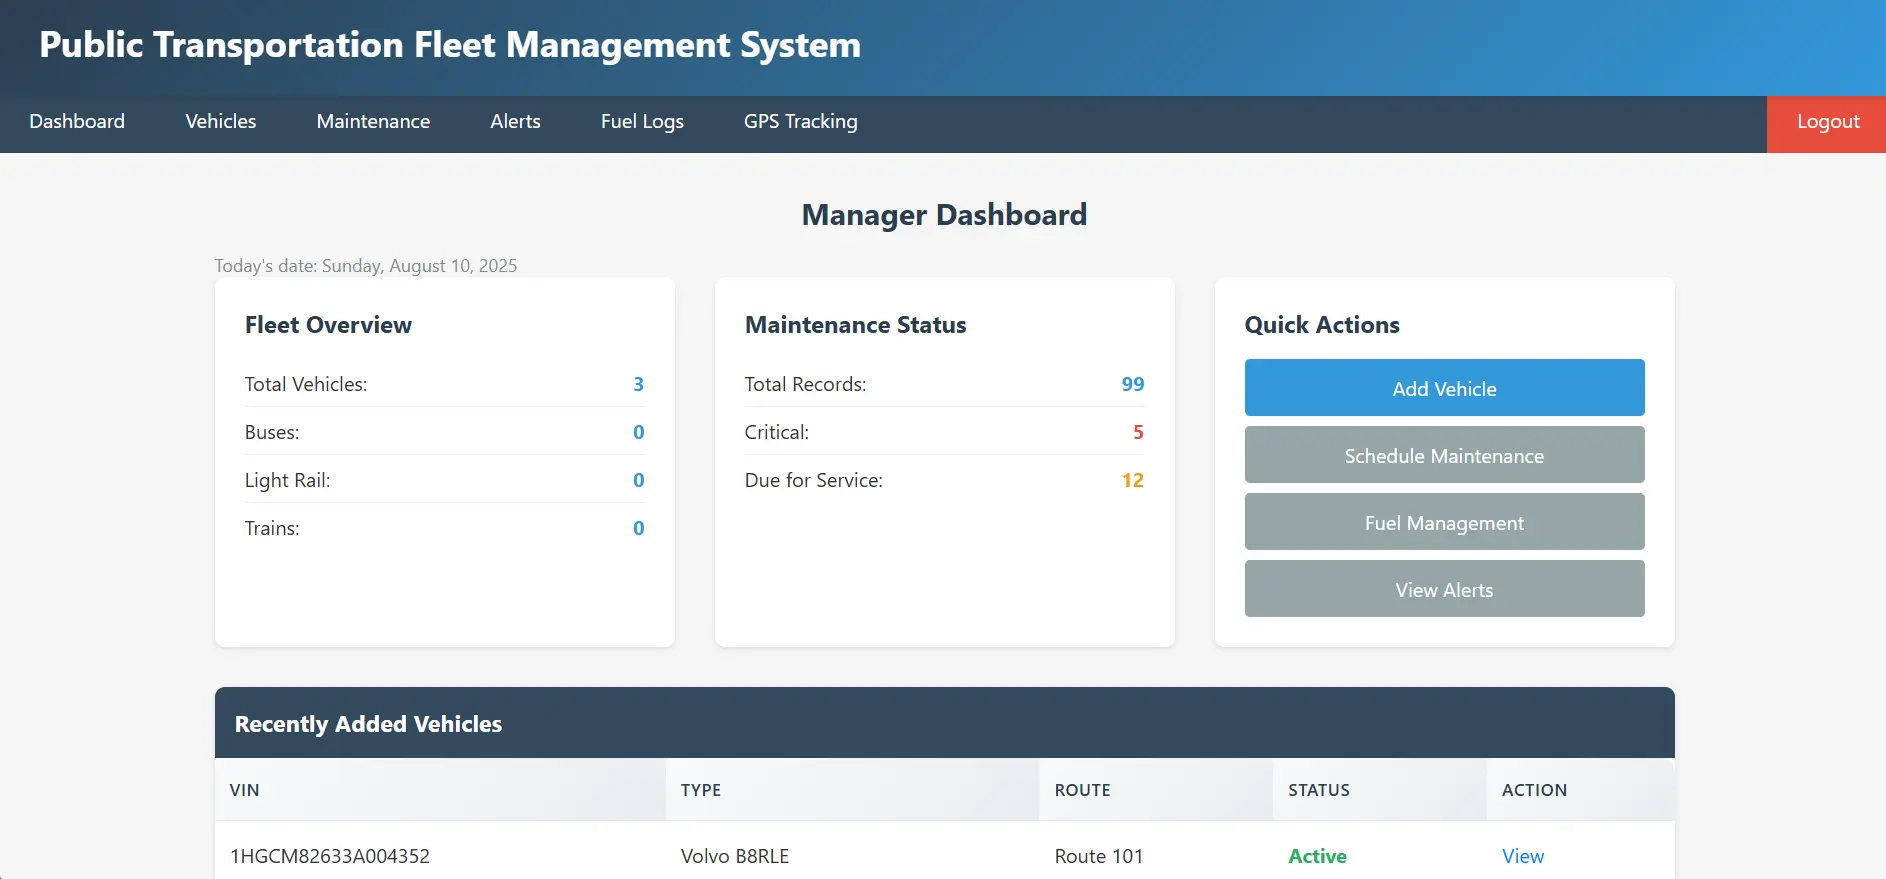 Public Transportation Fleet Management System
Dashboard Vehicles Maintenance Alerts Fuel Logs GPS Tracking Logout
Manager Dashboard
Today's date: Sunday, August 10, 2025
Fleet Overview
Total Vehicles: 3
Buses: 0
Light Rail: 0
Trains: 0
Maintenance Status
Total Records: 99
Critical: 5
Due for Service: 12
Quick Actions
Add Vehicle
Schedule Maintenance
Fuel Management
View Alerts
Recently Added Vehicles
VIN TYPE ROUTE STATUS ACTION
1HGCM82633A004352 Volvo B8RLE Route 101 Active View